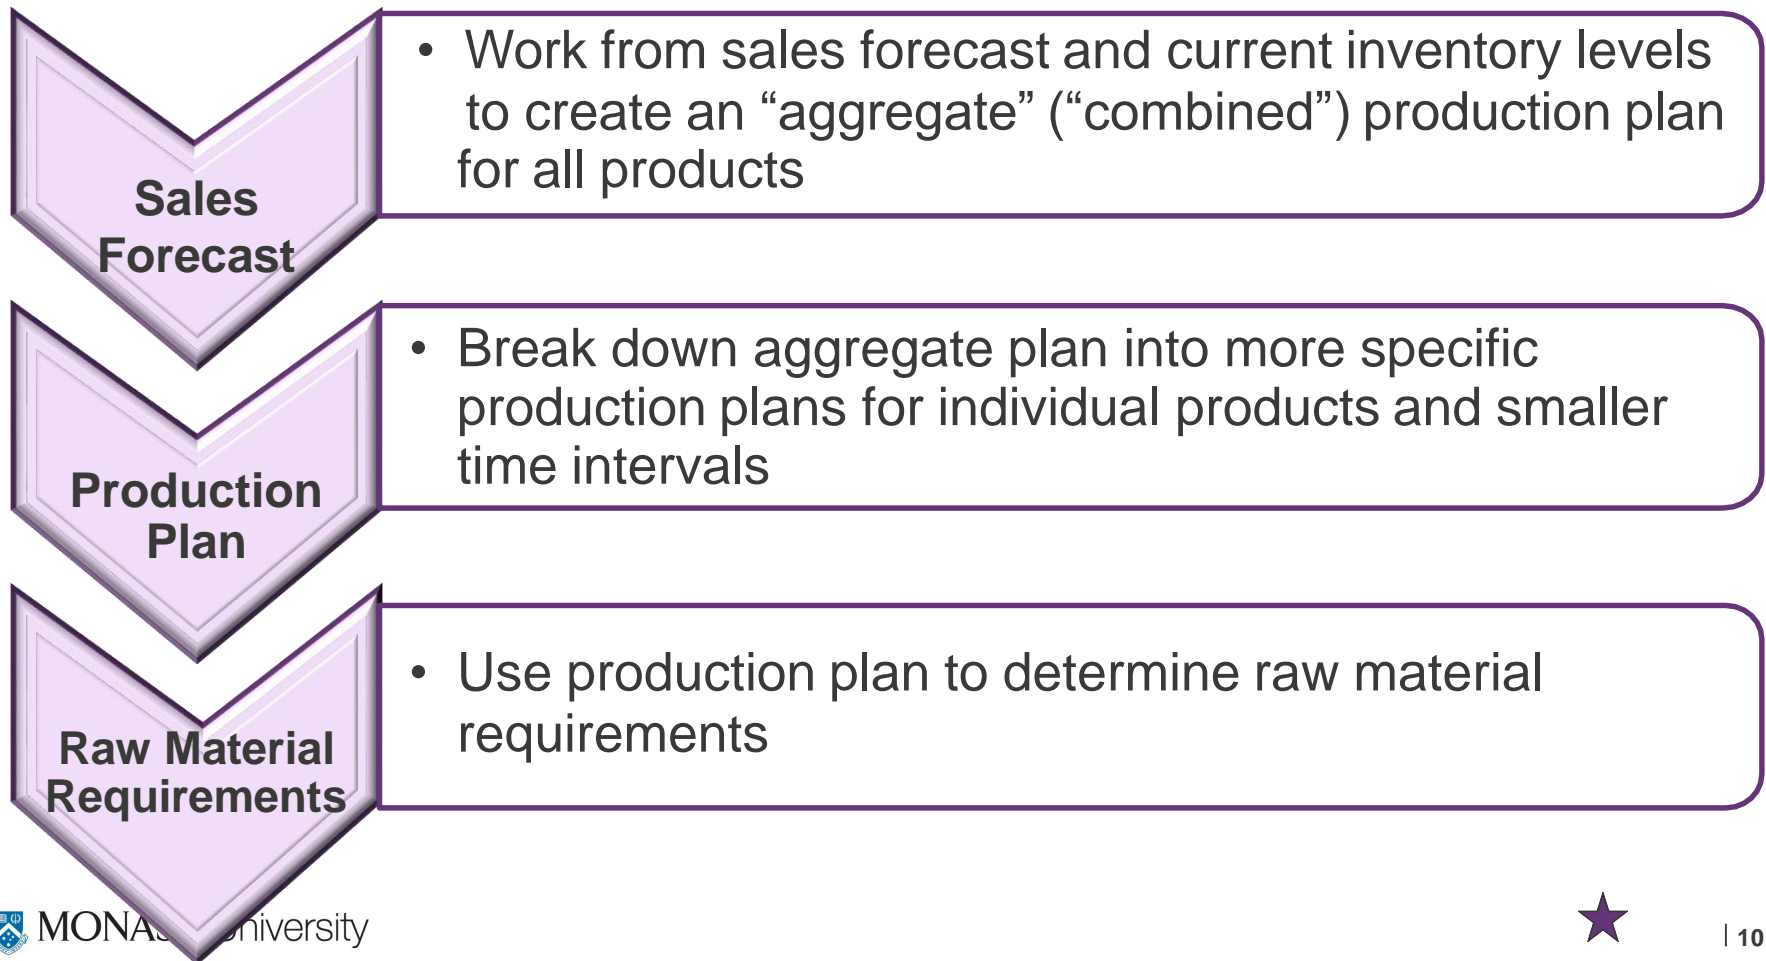 Sales
Forecast
• Work from sales forecast and current inventory levels
to create an “aggregate” (“combined”) production plan
for all products
Production
Plan
• Break down aggregate plan into more specific
production plans for individual products and smaller
time intervals
Raw Material
Requirements
• Use production plan to determine raw material
requirements
MONAS niversity
| 10